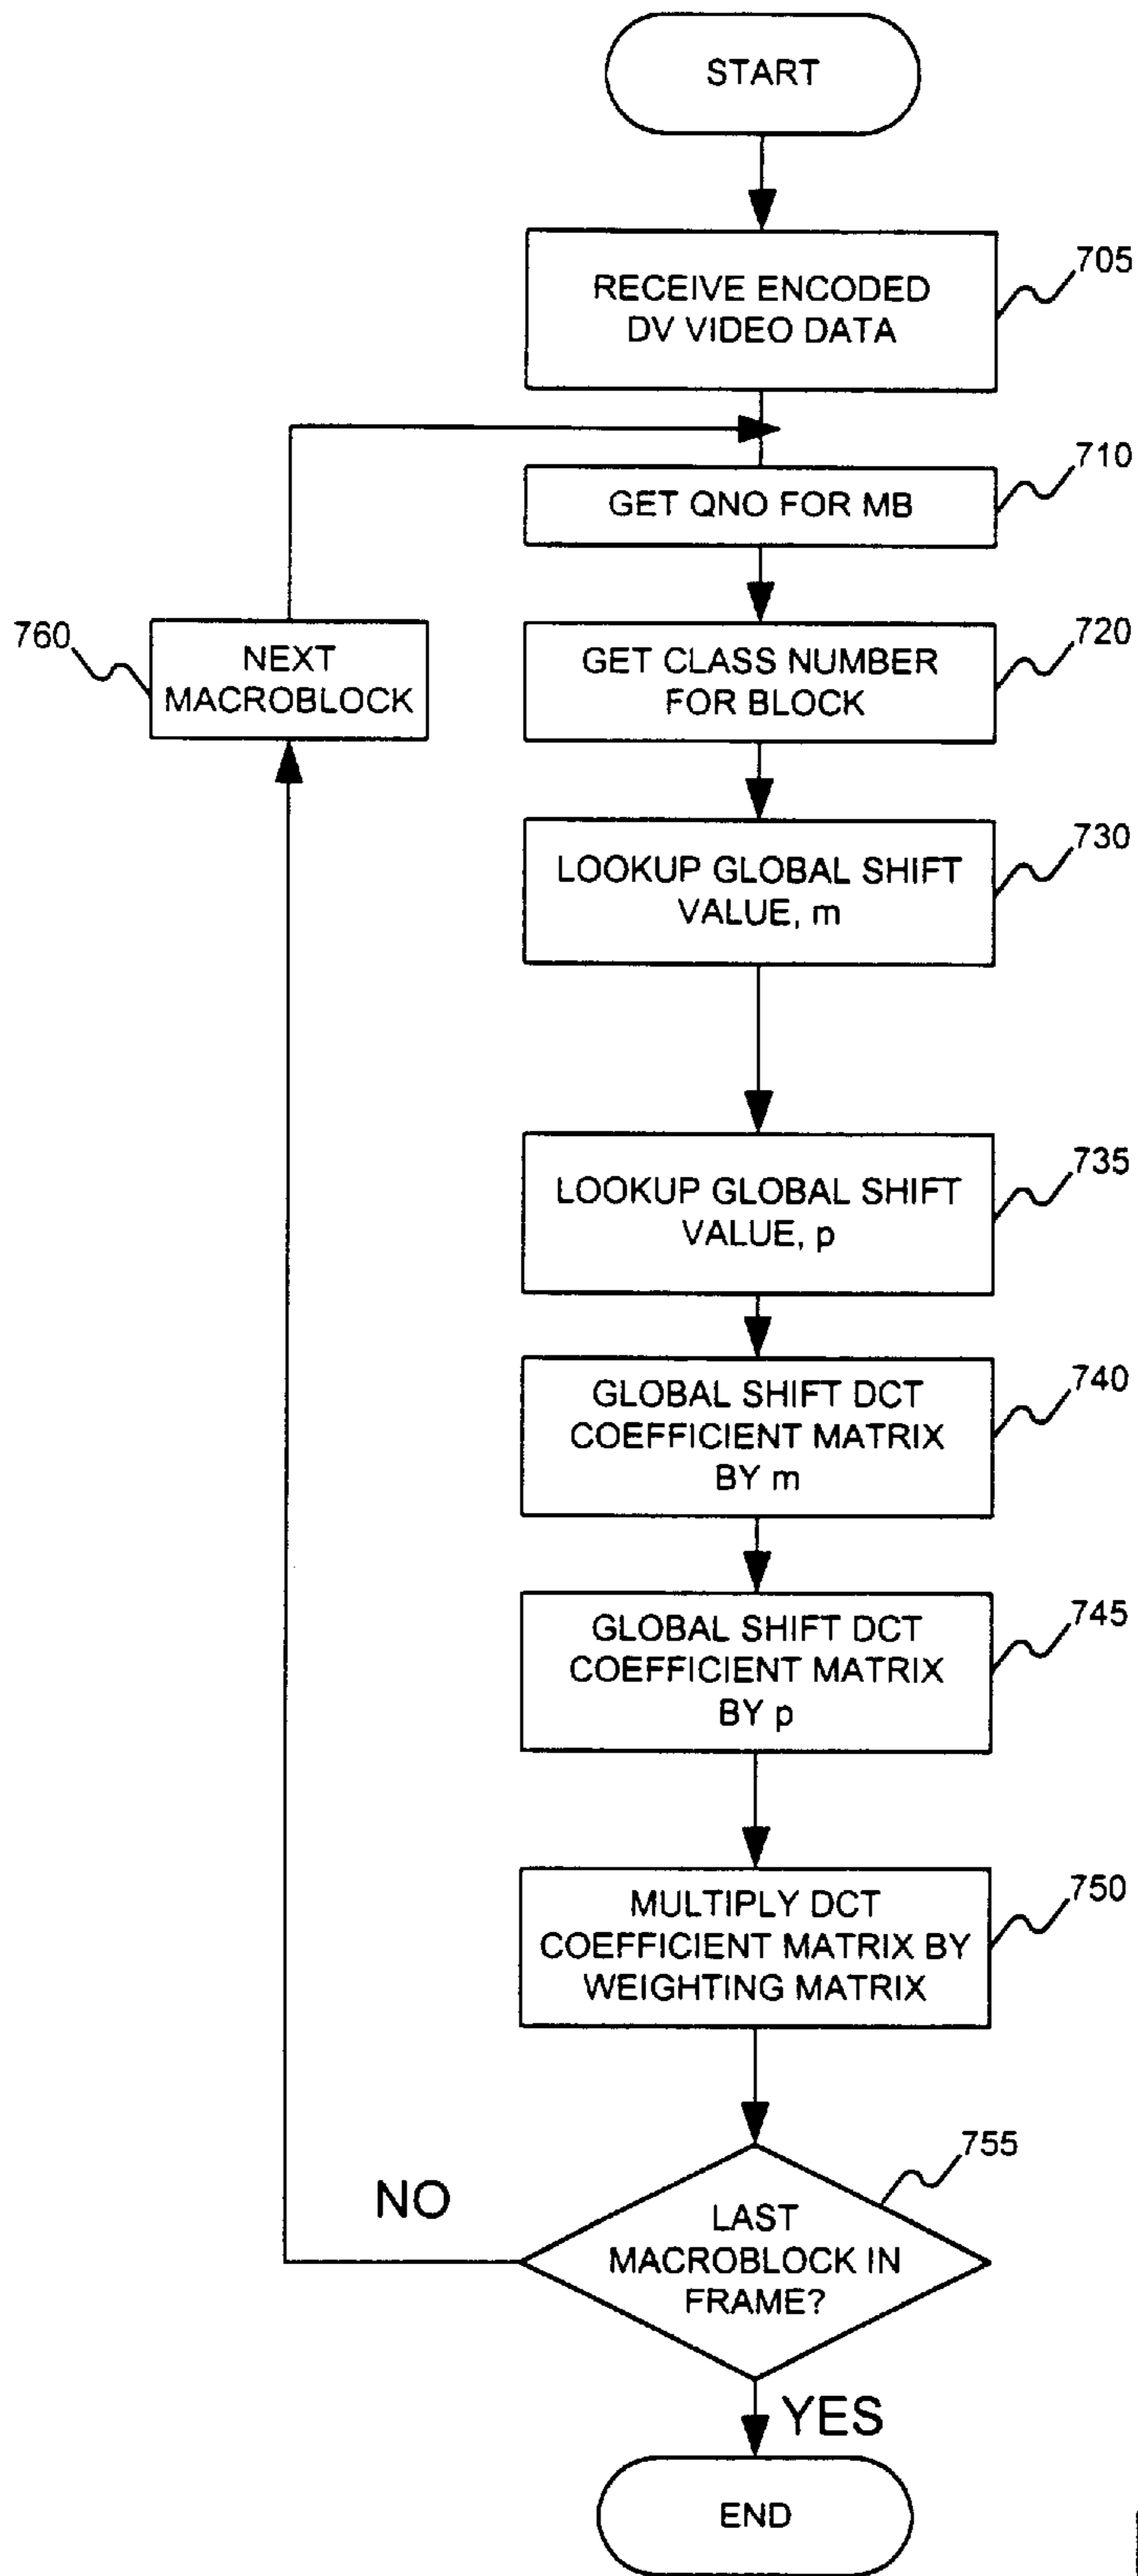 START
RECEIVE ENCODED
DV VIDEO DATA
705
GET QNO FOR MB
710
760
NEXT
MACROBLOCK
GET CLASS NUMBER
FOR BLOCK
720
LOOKUP GLOBAL SHIFT
VALUE, m
730
LOOKUP GLOBAL SHIFT
VALUE, p
735
GLOBAL SHIFT DCT
COEFFICIENT MATRIX
BY m
740
GLOBAL SHIFT DCT
COEFFICIENT MATRIX
BY p
745
MULTIPLY DCT
COEFFICIENT MATRIX BY
WEIGHTING MATRIX
750
755
NO
LAST
MACROBLOCK IN
FRAME?
YES
END